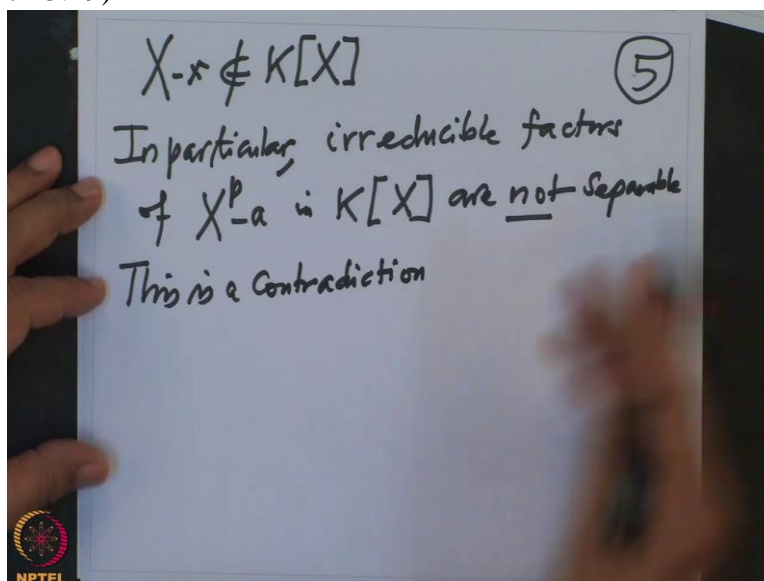 X-x ∉ K[X]
5
In particular, irreducible factors
of X^p-a in K[X] are not separable
This is a Contradiction
NPTEL